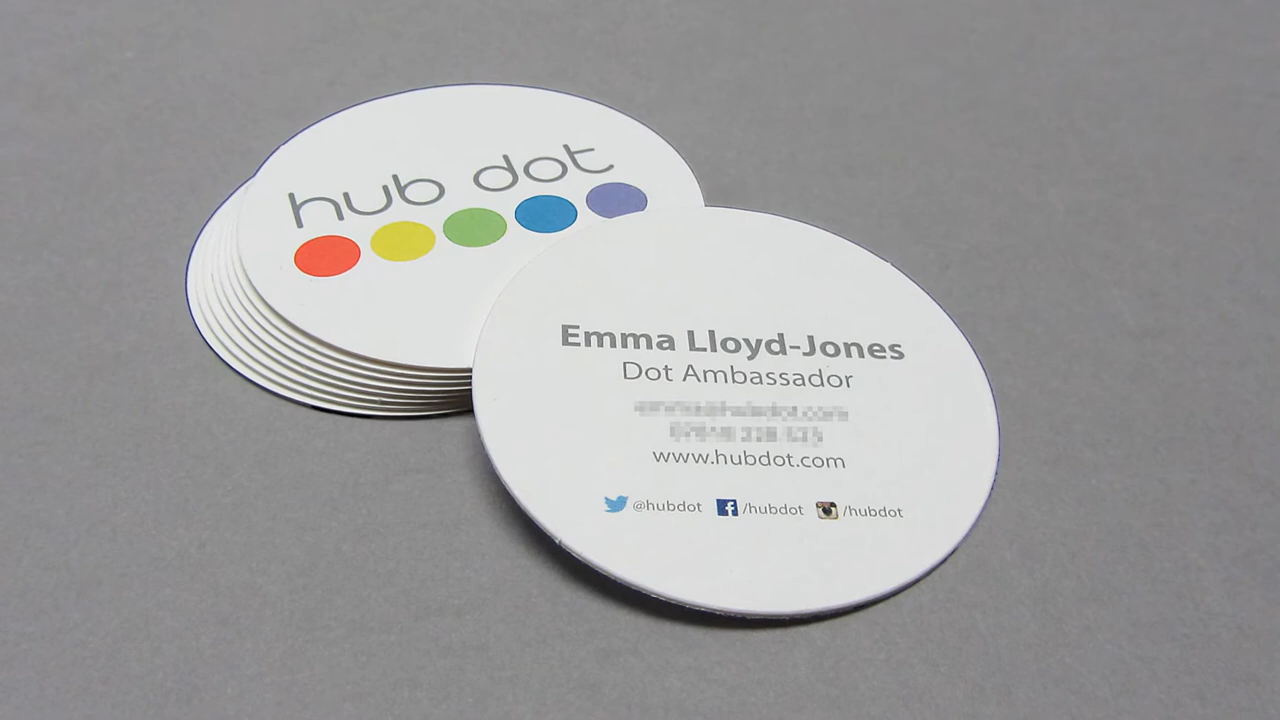 hub dot
Emma Lloyd-Jones
Dot Ambassador
www.hubdot.com
@hubdot /hubdot /hubdot